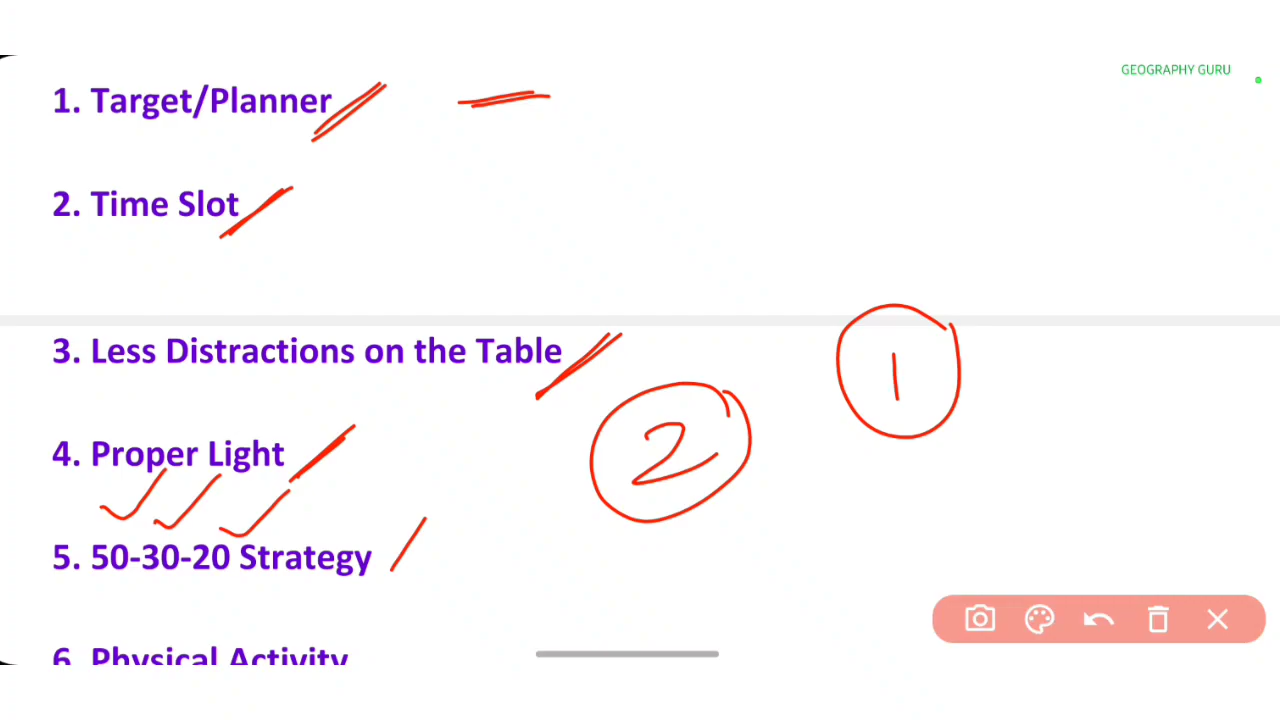 GEOGRAPHY GURU
1. Target/Planner
2. Time Slot
3. Less Distractions on the Table
1
2
4. Proper Light
5. 50-30-20 Strategy
6. Physical Activity